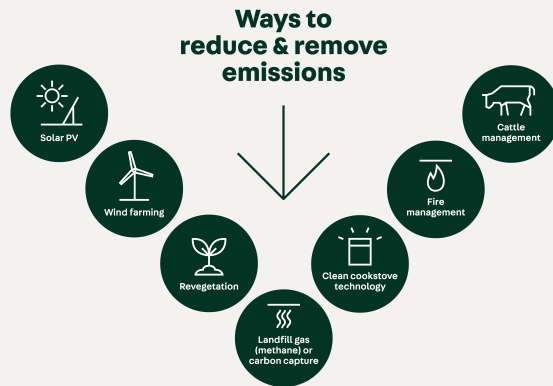 Ways to
reduce & remove
emissions
Solar PV
Wind farming
Revegetation
Landfill gas
(methane) or
carbon capture
Clean cookstove
technology
Fire
management
Cattle
management